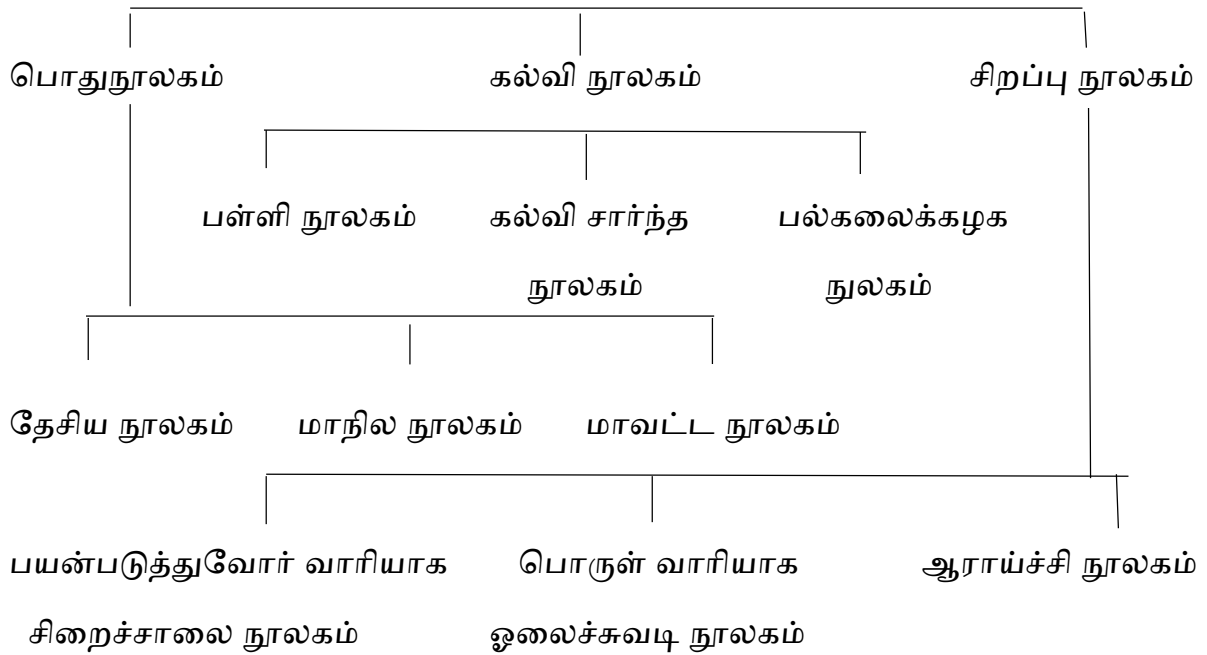 பொதுநூலகம் கல்வி நூலகம் சிறப்பு நூலகம்
பள்ளி நூலகம் கல்வி சார்ந்த பல்கலைக்கழக
நூலகம் நுலகம்
தேசிய நூலகம் மாநில நூலகம் மாவட்ட நூலகம்
பயன்படுத்துவோர் வாரியாக பொருள் வாரியாக ஆராய்ச்சி நூலகம்
சிறைச்சாலை நூலகம் ஓலைச்சுவடி நூலகம்